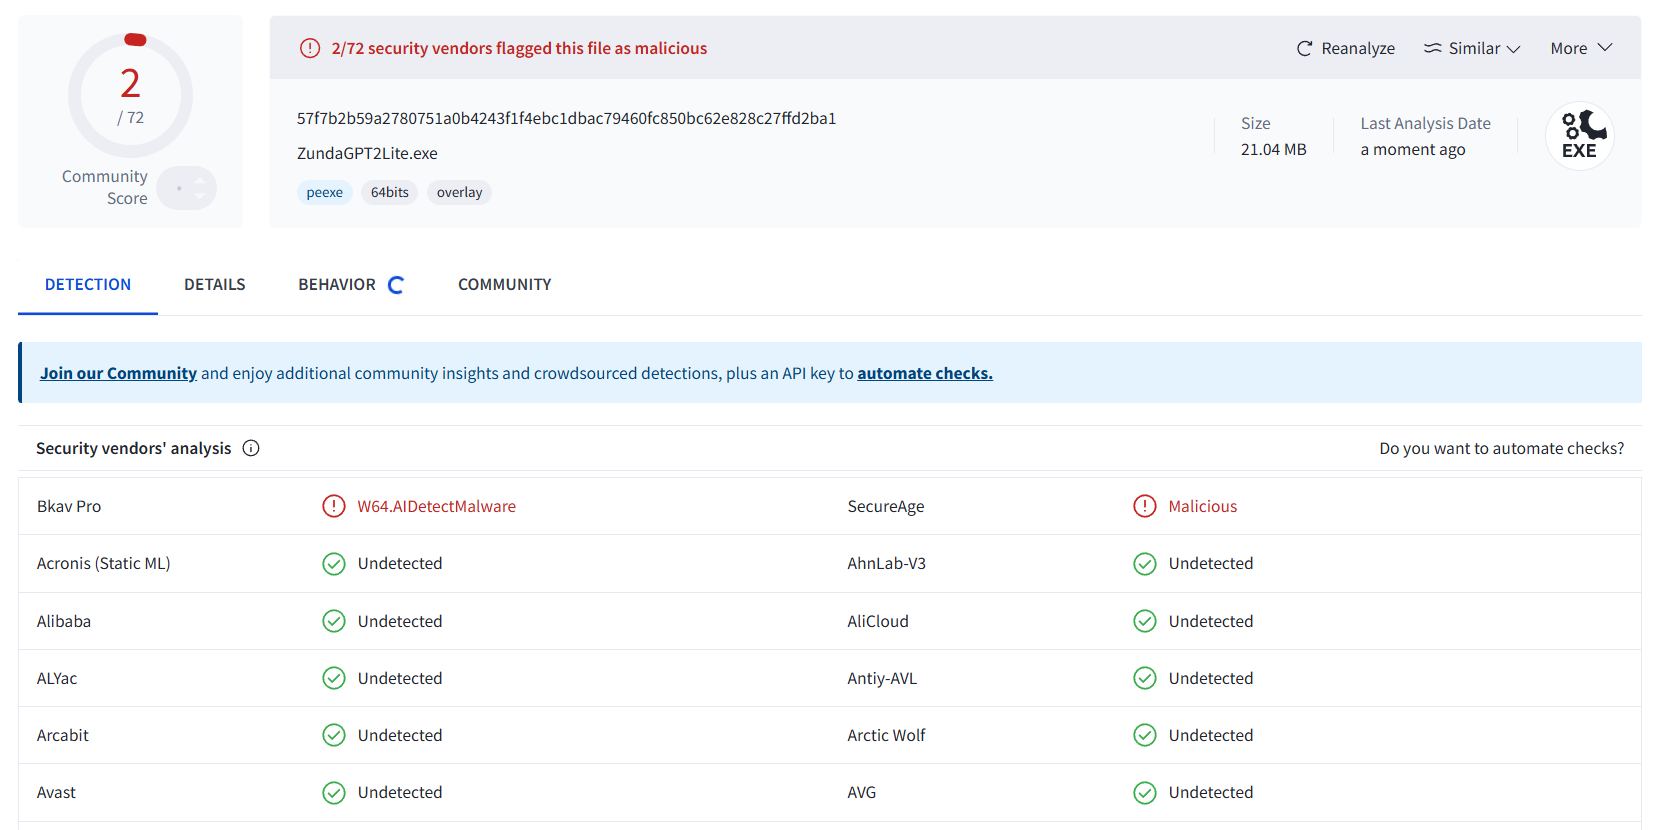 2
/ 72
Community
Score
2/72 security vendors flagged this file as malicious
Reanalyze
Similar
More
57f7b2b59a2780751a0b4243f1f4ebc1dbac79460fc850bc62e828c27ffd2ba1
ZundaGPT2Lite.exe
peexe 64bits overlay
Size
21.04 MB
Last Analysis Date
a moment ago
EXE
DETECTION DETAILS BEHAVIOR COMMUNITY
Join our Community and enjoy additional community insights and crowdsourced detections, plus an API key to automate checks.
Security vendors' analysis Do you want to automate checks?
Bkav Pro W64.AIDetectMalware SecureAge Malicious
Acronis (Static ML) Undetected AhnLab-V3 Undetected
Alibaba Undetected AliCloud Undetected
ALYac Undetected Antiy-AVL Undetected
Arcabit Undetected Arctic Wolf Undetected
Avast Undetected AVG Undetected